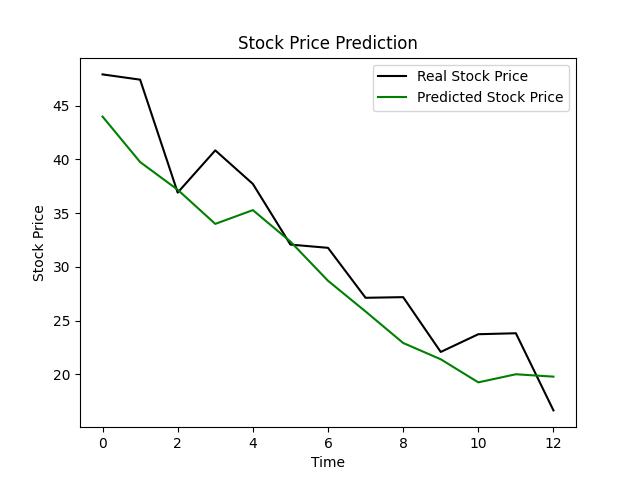 Stock Price Prediction
Real Stock Price
Predicted Stock Price
Stock Price
45
40
35
30
25
20
0 2 4 6 8 10 12
Time